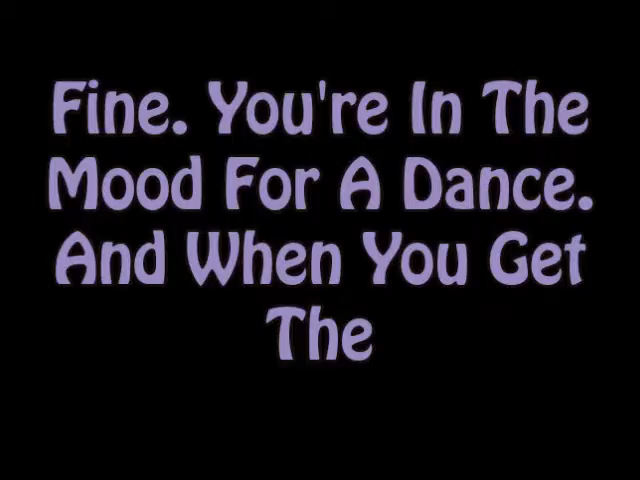 Fine. You're In The
Mood For A Dance.
And When You Get
The